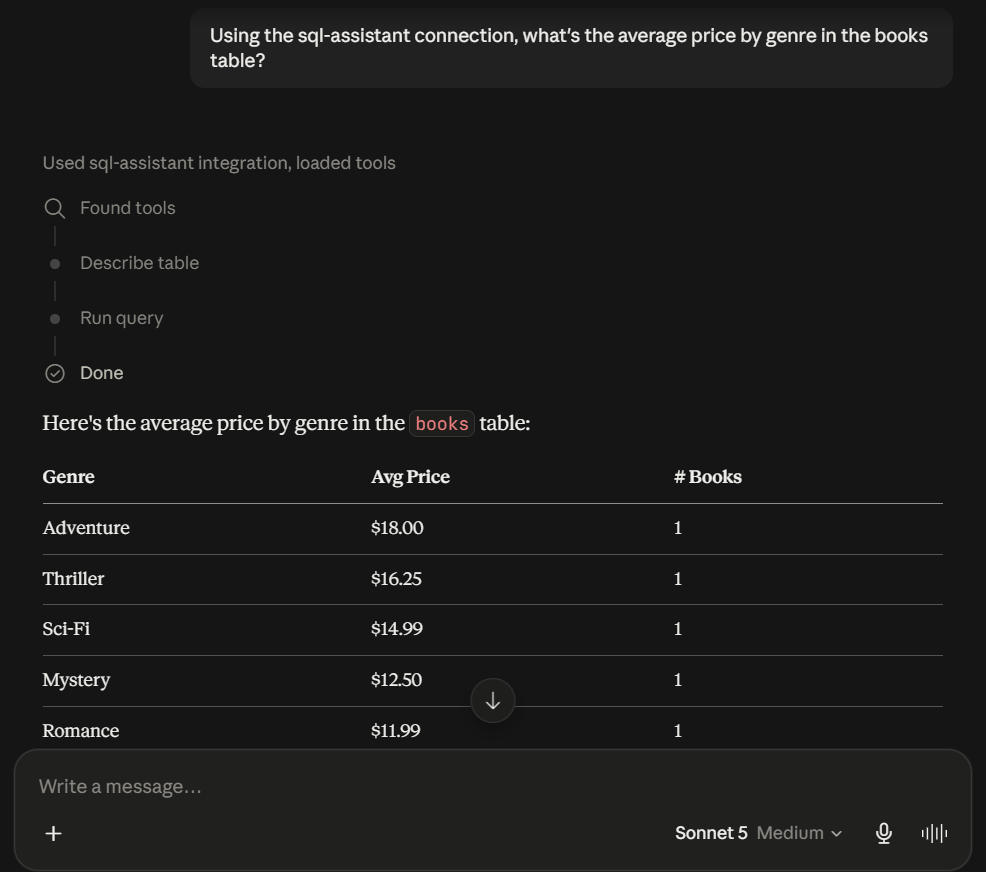 Using the sql-assistant connection, what's the average price by genre in the books
table?
Used sql-assistant integration, loaded tools
Found tools
Describe table
Run query
Done
Here's the average price by genre in the books table:
Genre Avg Price # Books
Adventure $18.00 1
Thriller $16.25 1
Sci-Fi $14.99 1
Mystery $12.50 1
Romance $11.99 1
Write a message...
Sonnet 5 Medium